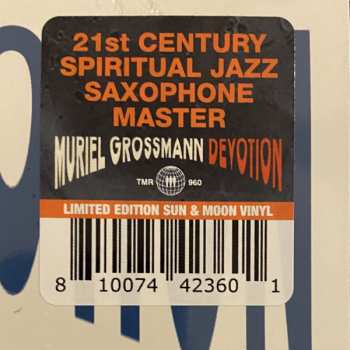 21st CENTURY
SPIRITUAL JAZZ
SAXOPHONE
MASTER
MURIEL GROSSMANN DEVOTION
TMR 960
LIMITED EDITION SUN & MOON VINYL
8 10074 42360 1